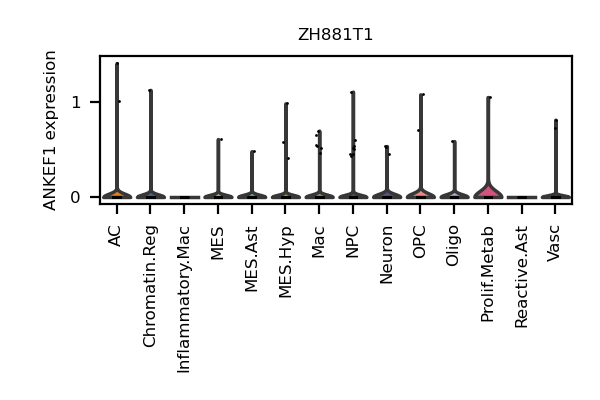 ZH881T1
ANKEF1 expression
1
0
AC
Chromatin.Reg
Inflammatory.Mac
MES
MES.Ast
MES.Hyp
Mac
NPC
Neuron
OPC
Oligo
Prolif.Metab
Reactive.Ast
Vasc